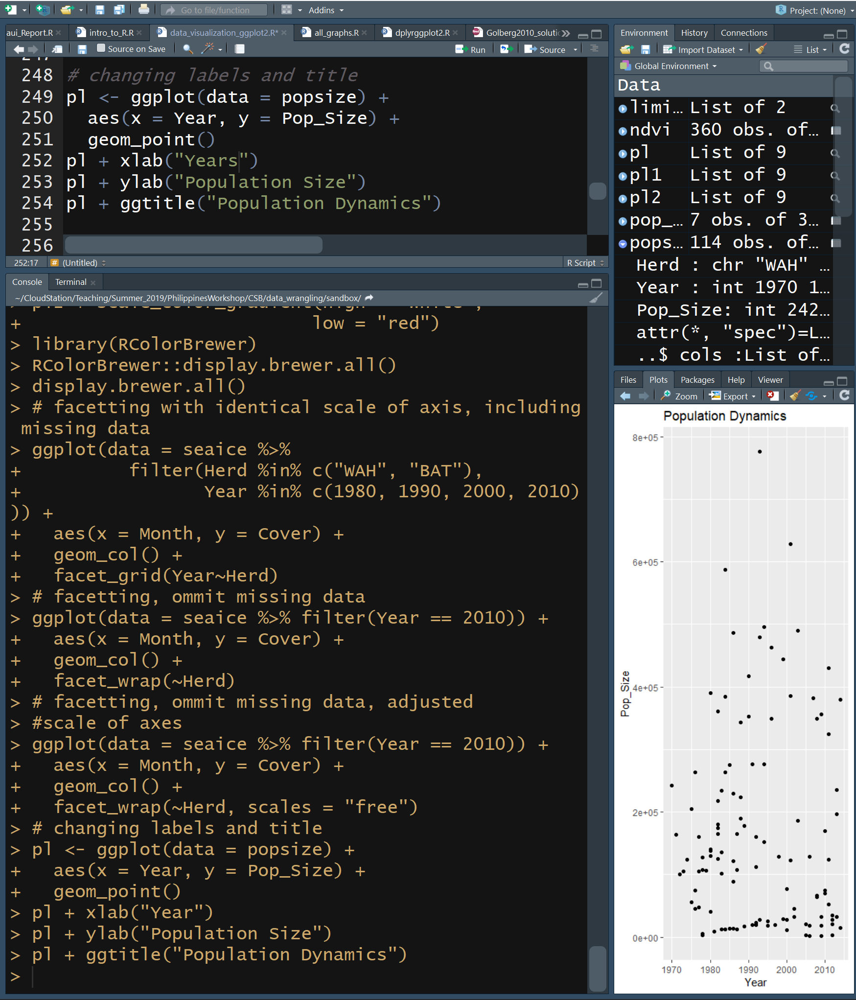 Go to file/function
Addins
Project: (None)
aui_Report.R
intro_to_R.R
data_visualization_ggplot2.R*
all_graphs.R
dplyrggplot2.R
Golberg2010_solutic
Source on Save
Run
Source
247
248 # changing labels and title
249 pl <- ggplot(data = popsize) +
250 aes(x = Year, y = Pop_Size) +
251 geom_point()
252 pl + xlab("Years")
253 pl + ylab("Population Size")
254 pl + ggtitle("Population Dynamics")
255
256
252:17
# (Untitled)
R Script
Console
Terminal
~/CloudStation/Teaching/Summer_2019/PhilippinesWorkshop/CSB/data_wrangling/sandbox/
+ low = "red")
> library(RColorBrewer)
> RColorBrewer::display.brewer.all()
> display.brewer.all()
> # facetting with identical scale of axis, including
missing data
> ggplot(data = seaice %>%
+ filter(Herd %in% c("WAH", "BAT"),
+ Year %in% c(1980, 1990, 2000, 2010)
)) +
+ aes(x = Month, y = Cover) +
+ geom_col() +
+ facet_grid(Year~Herd)
> # facetting, ommit missing data
> ggplot(data = seaice %>% filter(Year == 2010)) +
+ aes(x = Month, y = Cover) +
+ geom_col() +
+ facet_wrap(~Herd)
> # facetting, ommit missing data, adjusted
> #scale of axes
> ggplot(data = seaice %>% filter(Year == 2010)) +
+ aes(x = Month, y = Cover) +
+ geom_col() +
+ facet_wrap(~Herd, scales = "free")
> # changing labels and title
> pl <- ggplot(data = popsize) +
+ aes(x = Year, y = Pop_Size) +
+ geom_point()
> pl + xlab("Year")
> pl + ylab("Population Size")
> pl + ggtitle("Population Dynamics")
>
Environment
History
Connections
Import Dataset
List
Global Environment
Data
limi… List of 2
ndvi 360 obs. of…
pl List of 9
pl1 List of 9
pl2 List of 9
pop_… 7 obs. of 3…
pops… 114 obs. of…
Herd : chr "WAH" …
Year : int 1970 1…
Pop_Size: int 242…
attr(*, "spec")=L…
..$ cols :List of…
Files
Plots
Packages
Help
Viewer
Zoom
Export
Population Dynamics
8e+05
6e+05
4e+05
2e+05
0e+00
Pop_Size
1970 1980 1990 2000 2010
Year